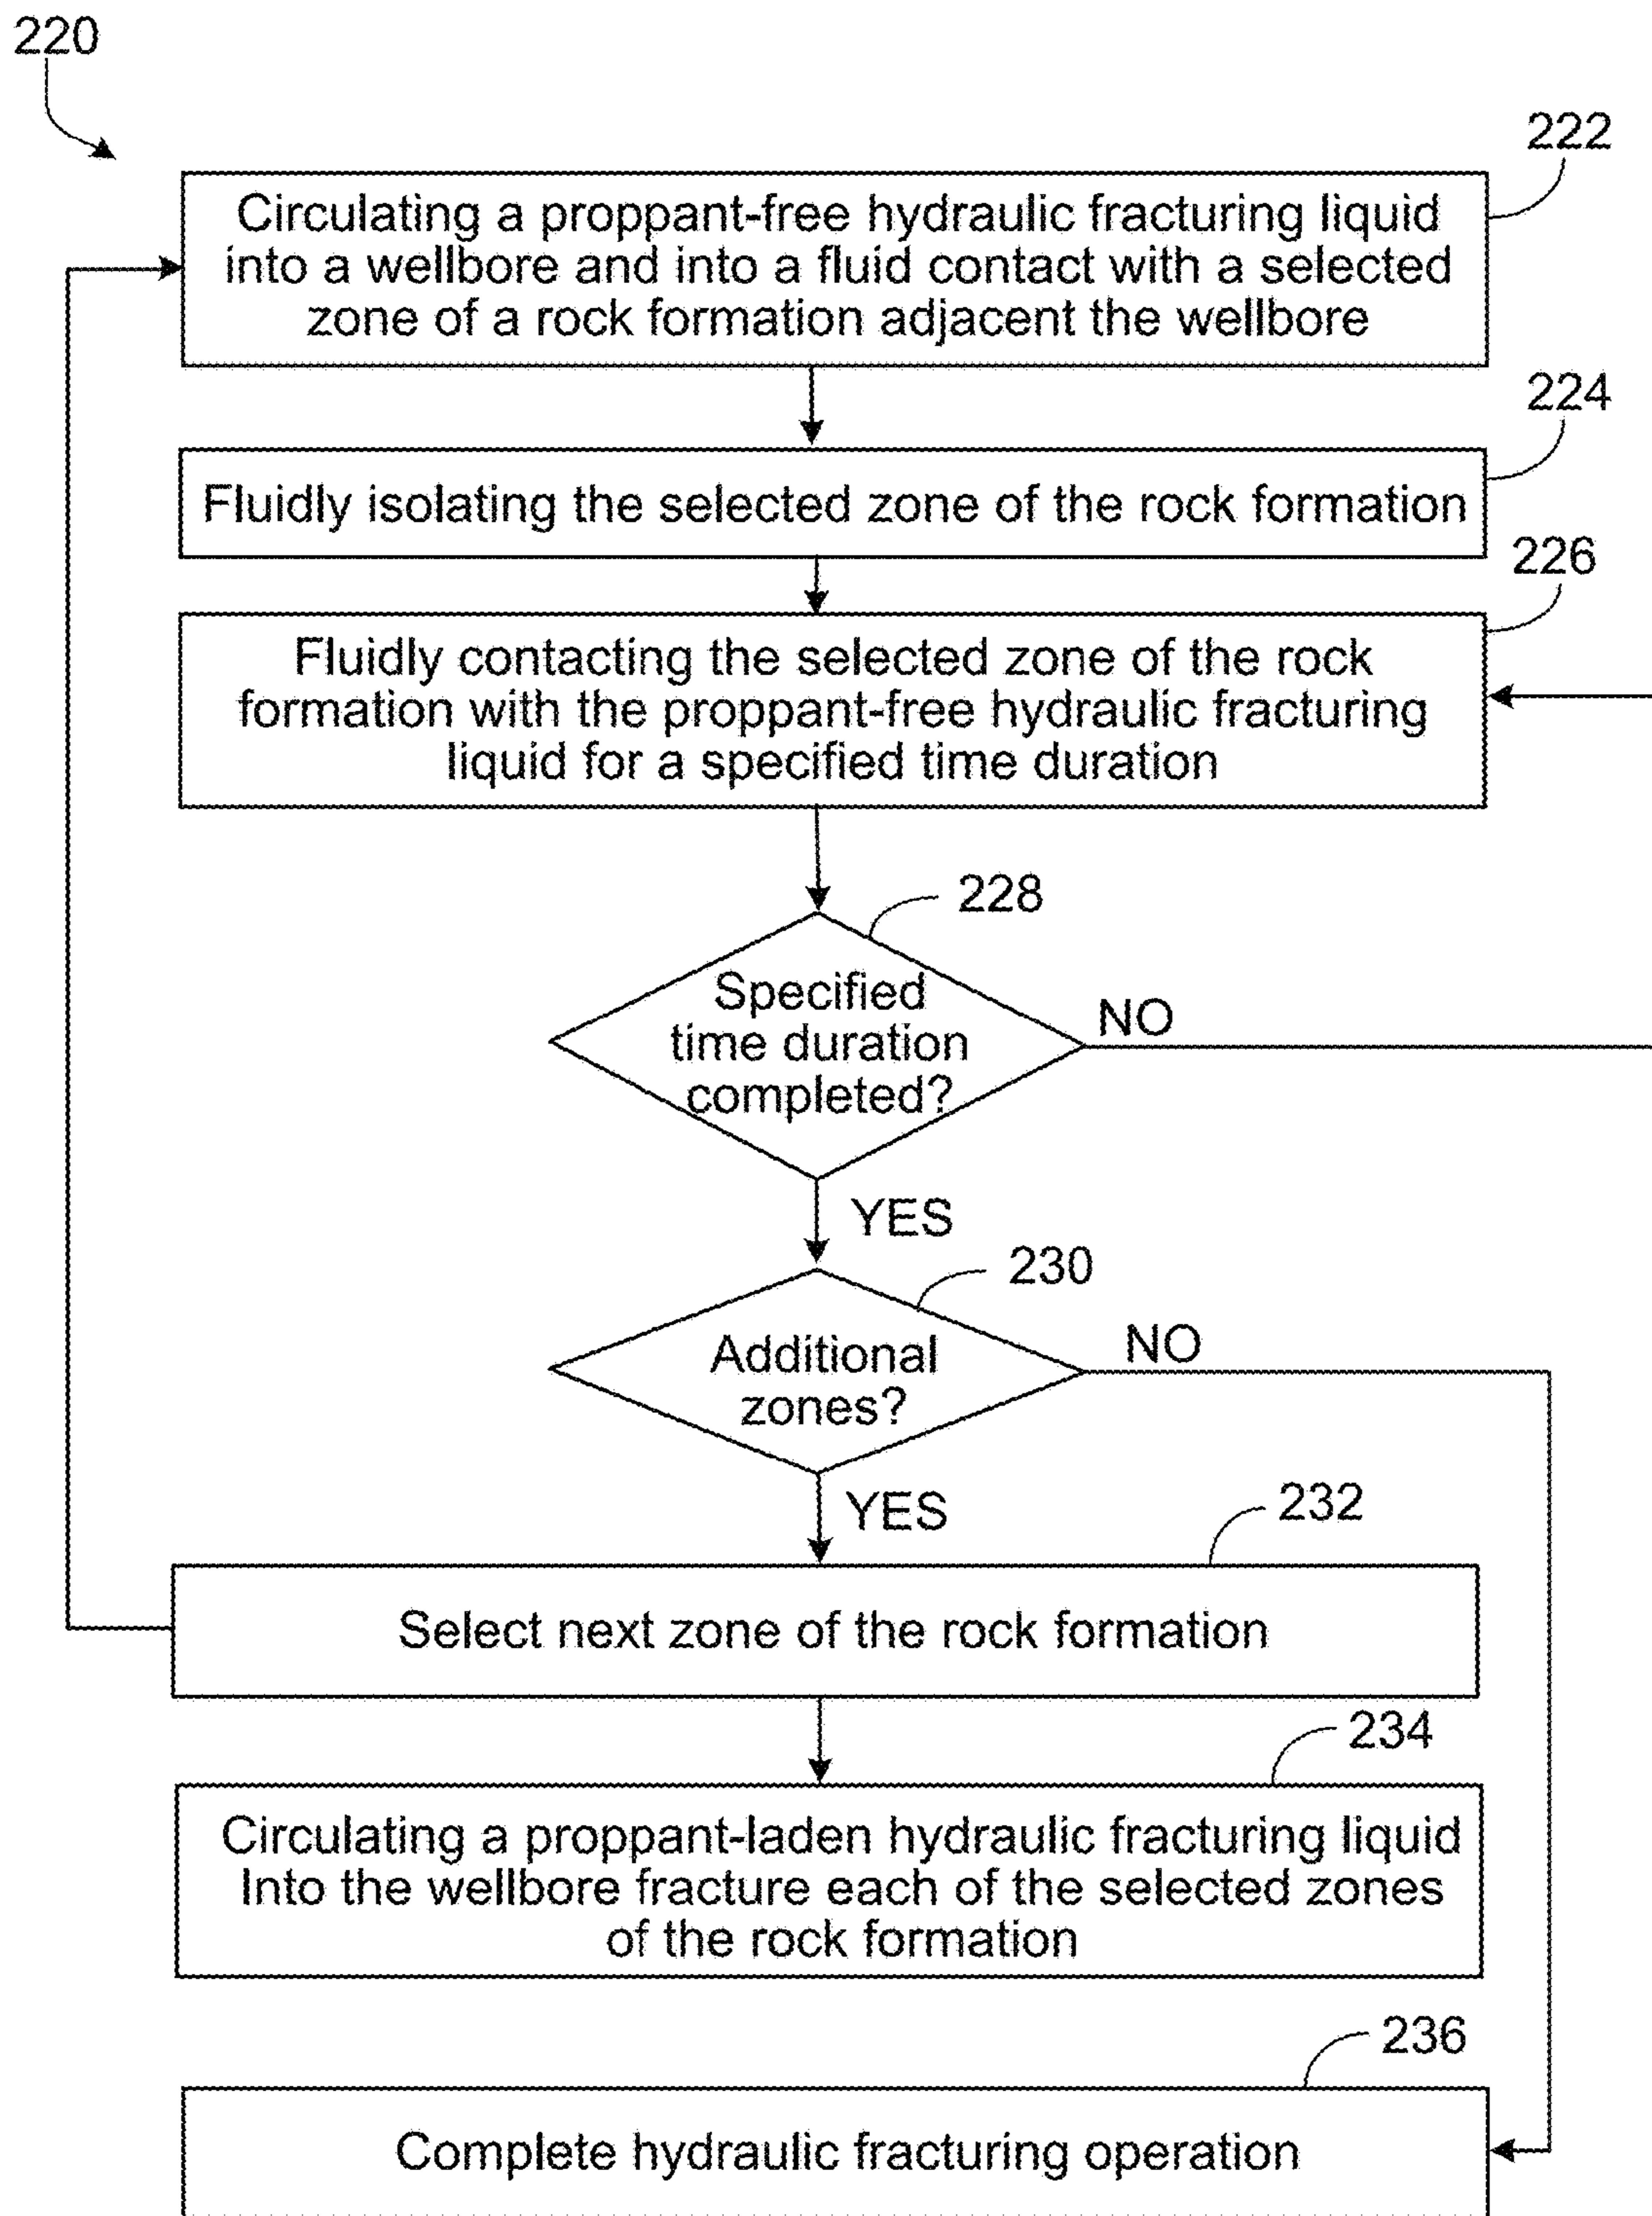 220
222
Circulating a proppant-free hydraulic fracturing liquid
into a wellbore and into a fluid contact with a selected
zone of a rock formation adjacent the wellbore
224
Fluidly isolating the selected zone of the rock formation
226
Fluidly contacting the selected zone of the rock
formation with the proppant-free hydraulic fracturing
liquid for a specified time duration
228
Specified
time duration
completed?
NO
YES
230
Additional
zones?
NO
YES
232
Select next zone of the rock formation
234
Circulating a proppant-laden hydraulic fracturing liquid
Into the wellbore fracture each of the selected zones
of the rock formation
236
Complete hydraulic fracturing operation